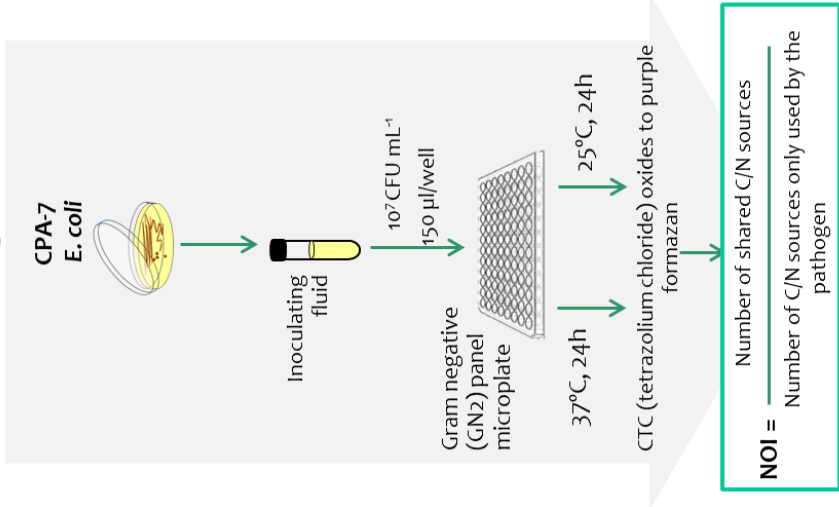 CPA-7
E. coli
Inoculating
fluid
10⁷ CFU mL⁻¹
150 µl/well
Gram negative
(GN2) panel
microplate
37ºC, 24h
25ºC, 24h
CTC (tetrazolium chloride) oxides to purple
formazan
NOI =
Number of shared C/N sources
Number of C/N sources only used by the
pathogen